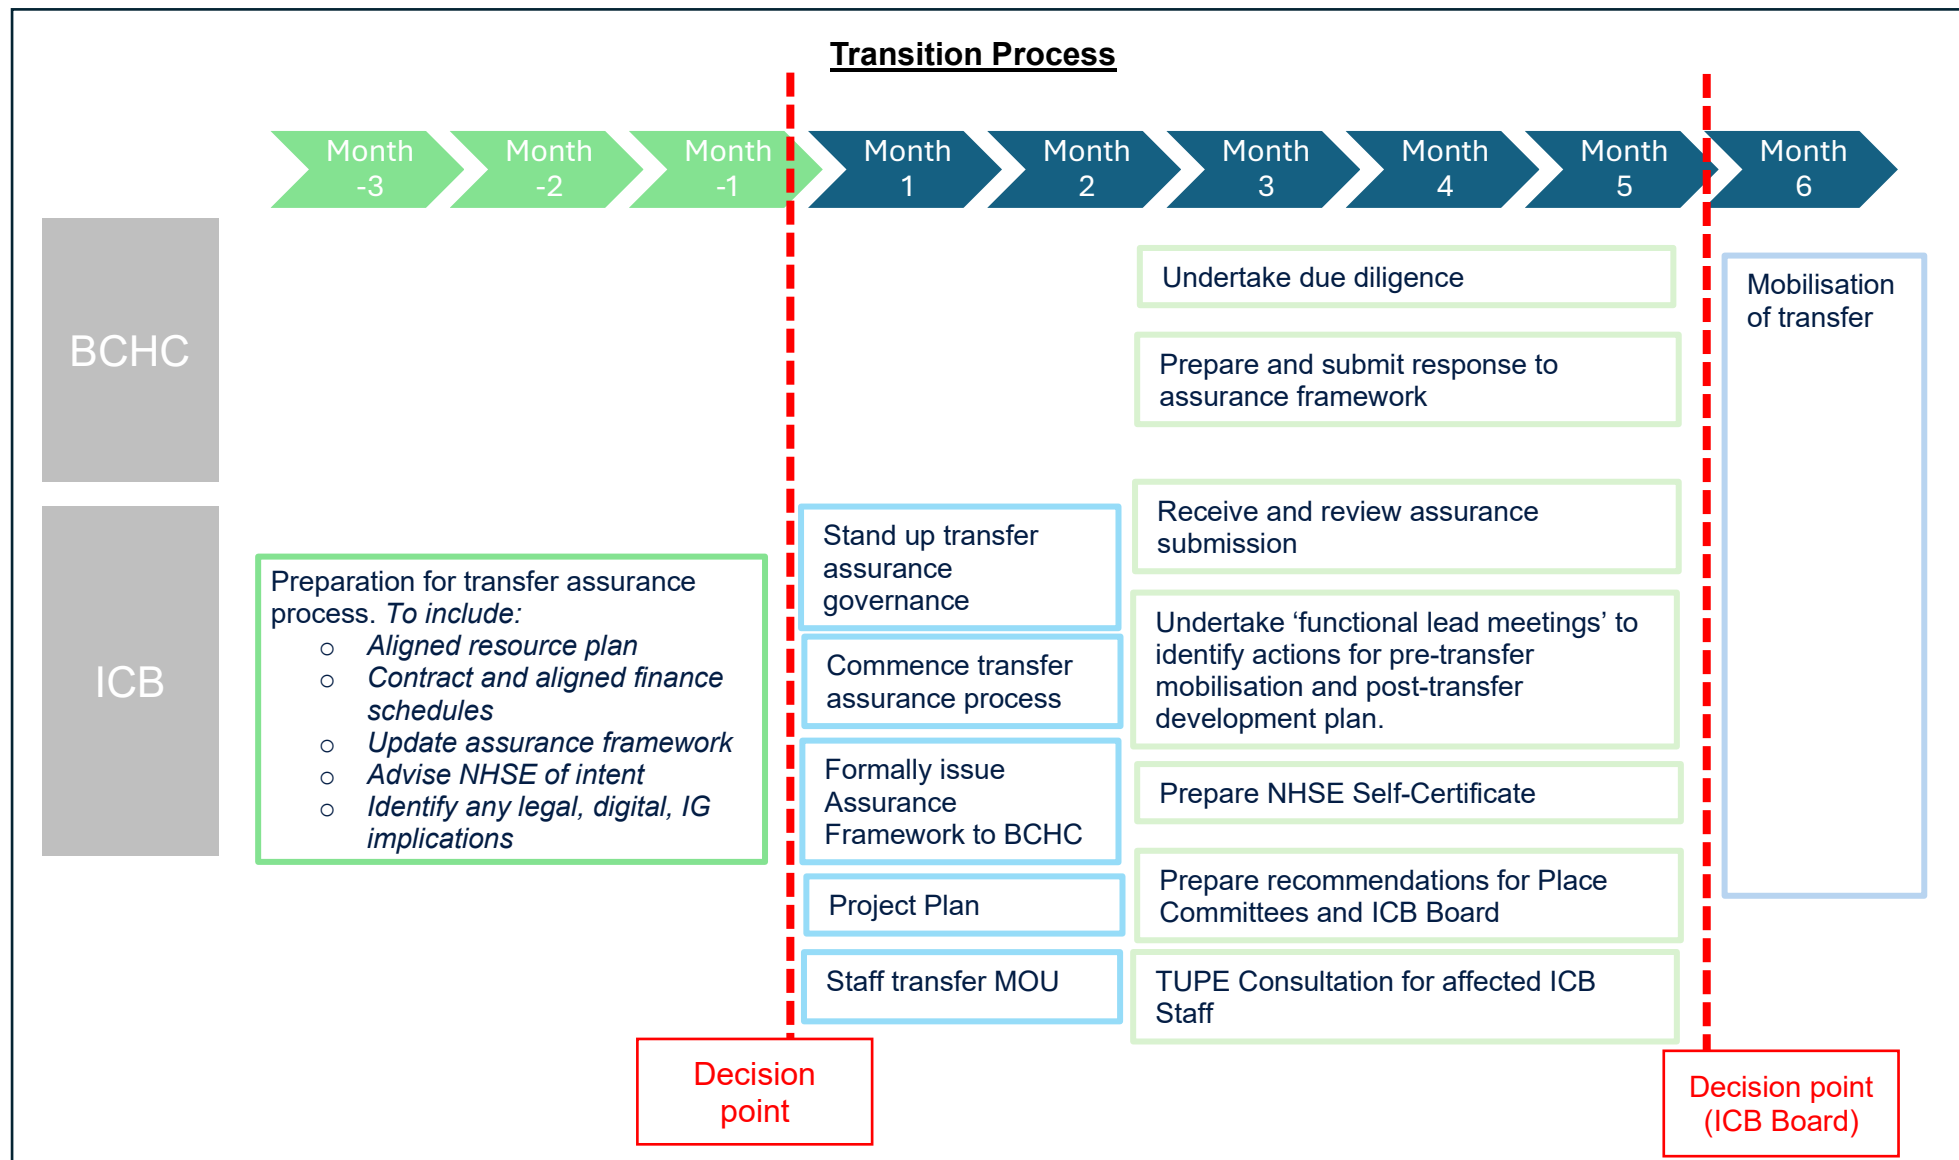 Transition Process
Month
-3
Month
-2
Month
-1
Month
1
Month
2
Month
3
Month
4
Month
5
Month
6
BCHC
Undertake due diligence
Prepare and submit response to
assurance framework
Mobilisation
of transfer
ICB
Preparation for transfer assurance
process. To include:
o Aligned resource plan
o Contract and aligned finance
schedules
o Update assurance framework
o Advise NHSE of intent
o Identify any legal, digital, IG
implications
Stand up transfer
assurance
governance
Commence transfer
assurance process
Formally issue
Assurance
Framework to BCHC
Project Plan
Staff transfer MOU
Receive and review assurance
submission
Undertake ‘functional lead meetings’ to
identify actions for pre-transfer
mobilisation and post-transfer
development plan.
Prepare NHSE Self-Certificate
Prepare recommendations for Place
Committees and ICB Board
TUPE Consultation for affected ICB
Staff
Decision
point
Decision point
(ICB Board)